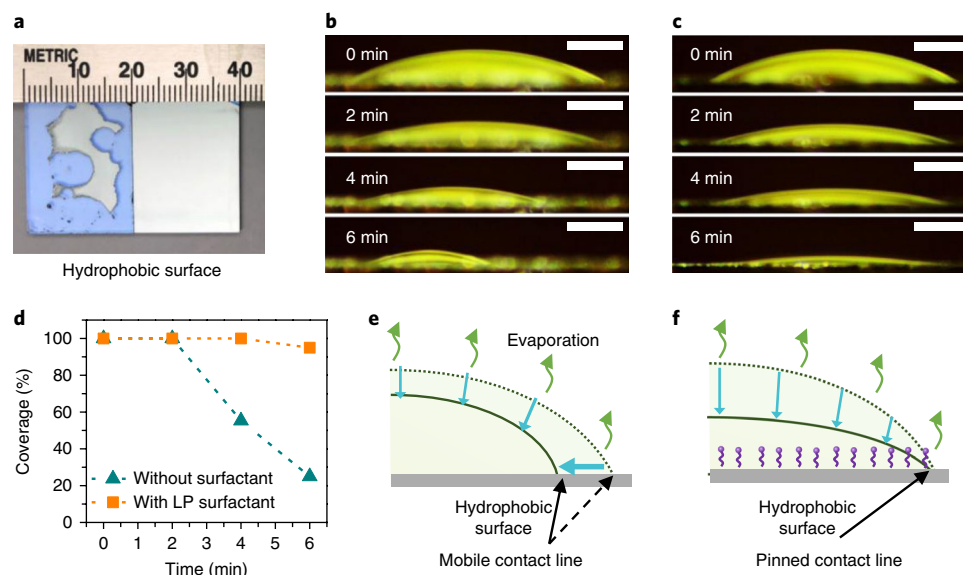 a
METRIC
10 20 30 40
Hydrophobic surface
b
0 min
2 min
4 min
6 min
c
0 min
2 min
4 min
6 min
d
Coverage (%)
100
80
60
40
20
0
Without surfactant
With LP surfactant
0 1 2 1 2 3 4 5 6
Time (min)
e
Evaporation
Hydrophobic
surface
Mobile contact line
f
Hydrophobic
surface
Pinned contact line